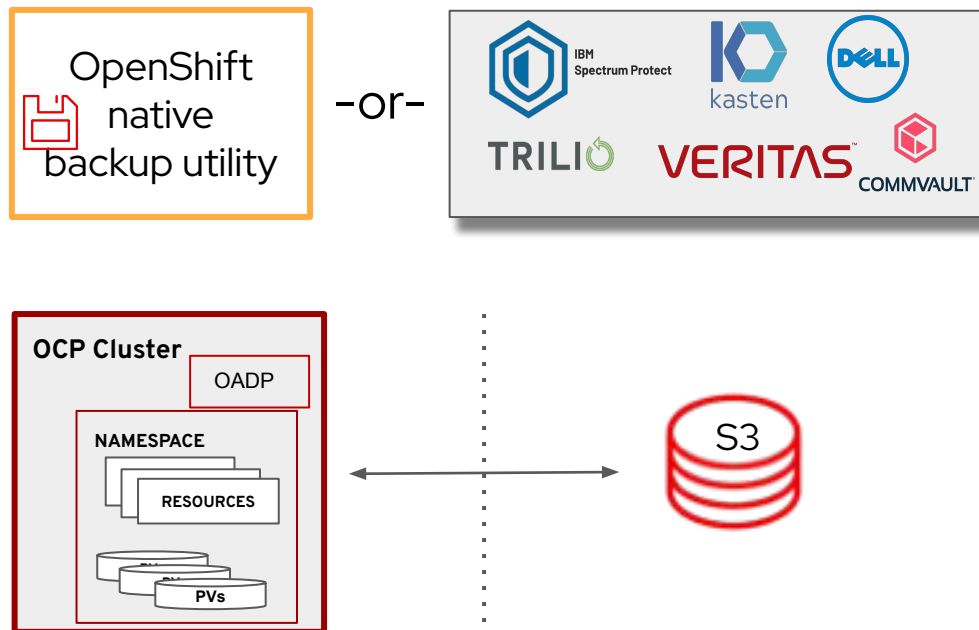 OpenShift
native
backup utility
-or-
IBM
Spectrum Protect
kasten
DELL
TRILIO
VERITAS™
COMMVAULT
OCP Cluster
OADP
NAMESPACE
RESOURCES
PVs
S3